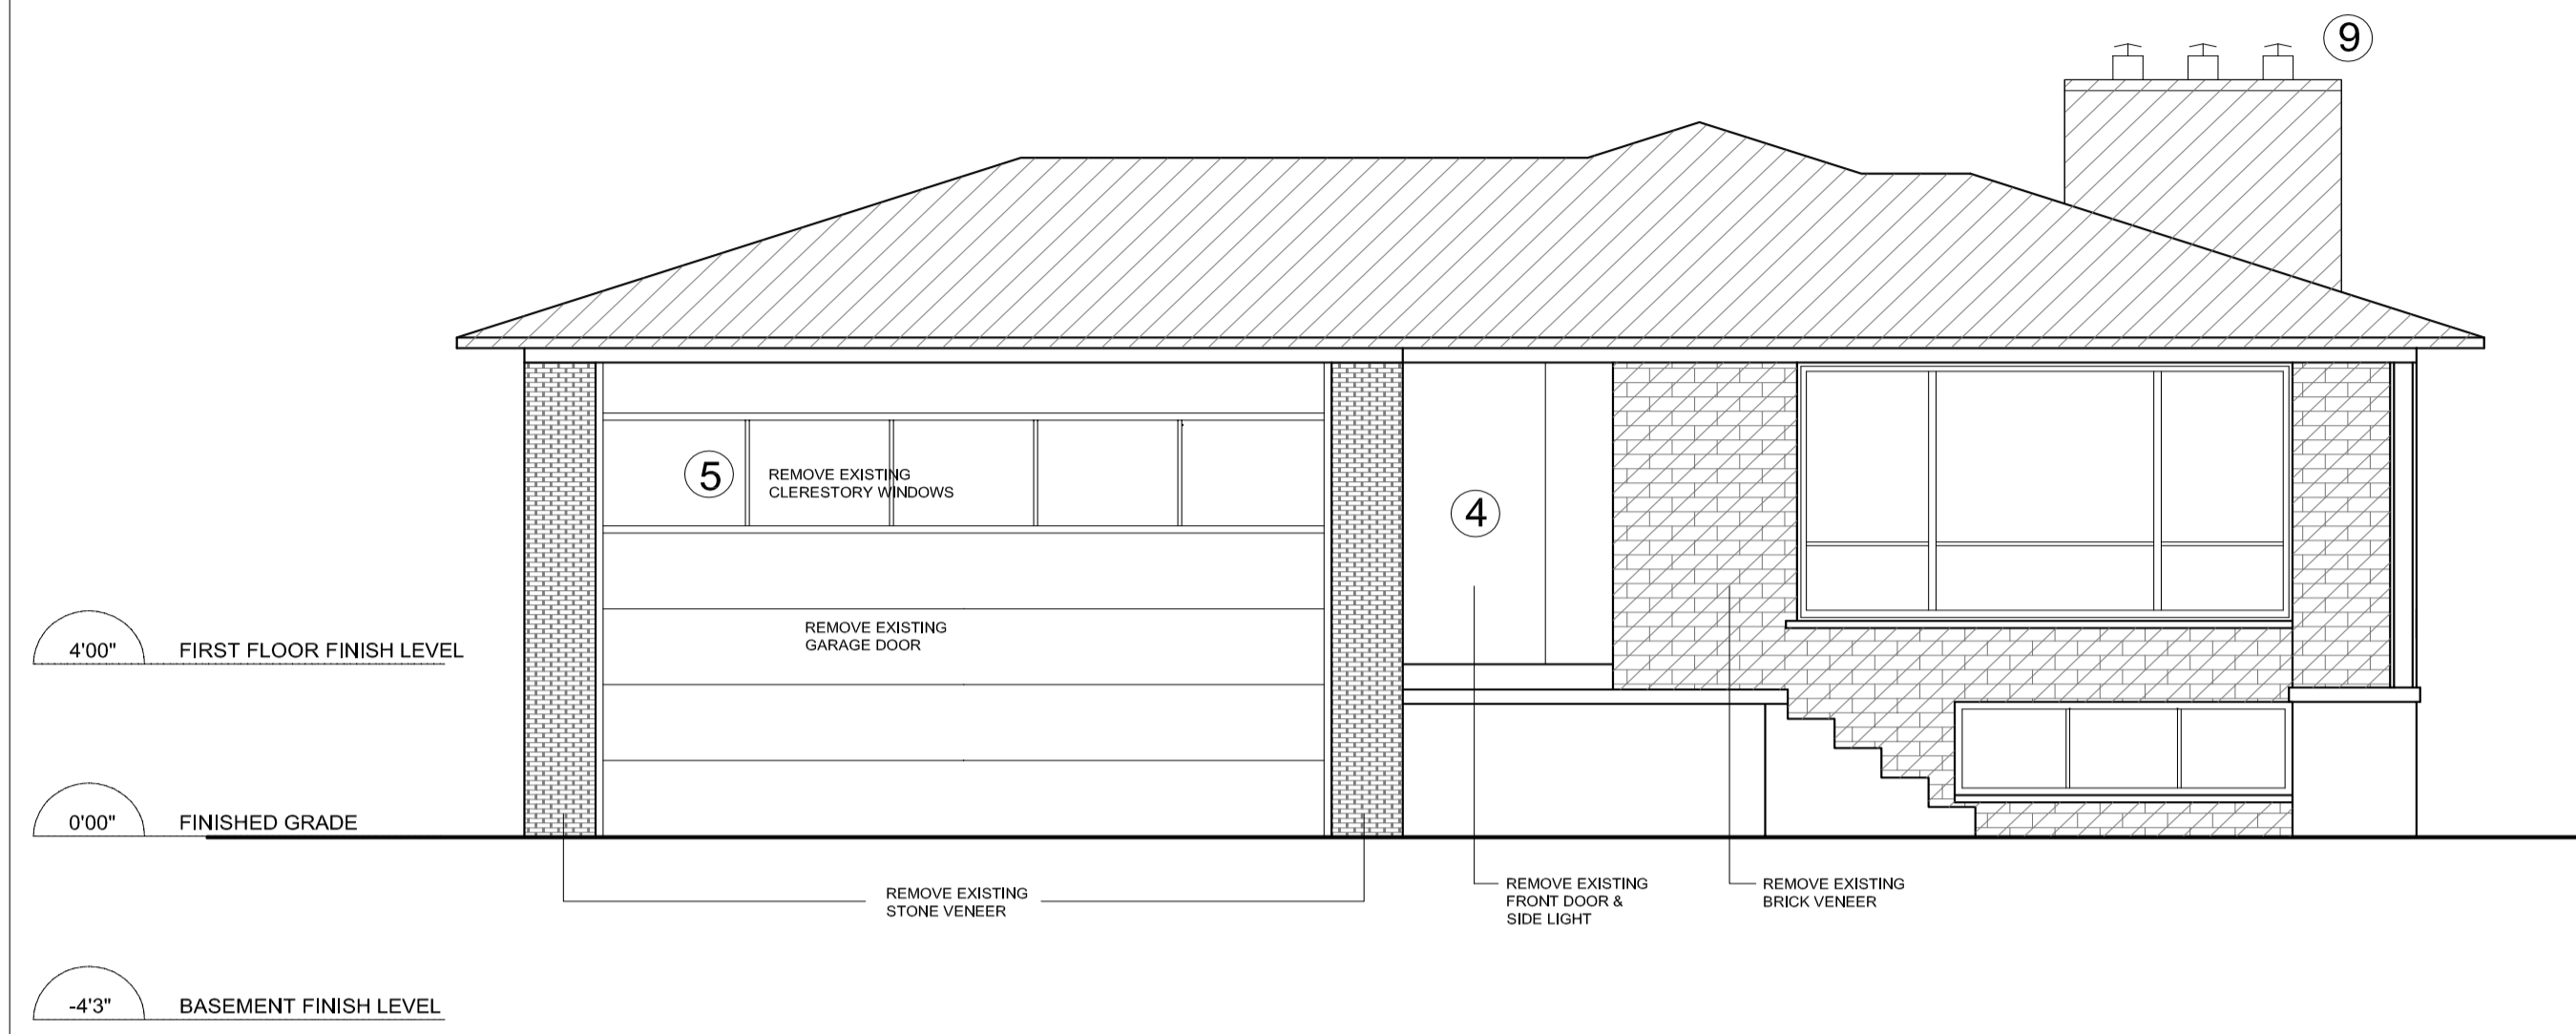 9
5
REMOVE EXISTING
CLERESTORY WINDOWS
4
REMOVE EXISTING
GARAGE DOOR
4'00" FIRST FLOOR FINISH LEVEL
0'00" FINISHED GRADE
REMOVE EXISTING
STONE VENEER
REMOVE EXISTING
FRONT DOOR &
SIDE LIGHT
REMOVE EXISTING
BRICK VENEER
-4'3" BASEMENT FINISH LEVEL